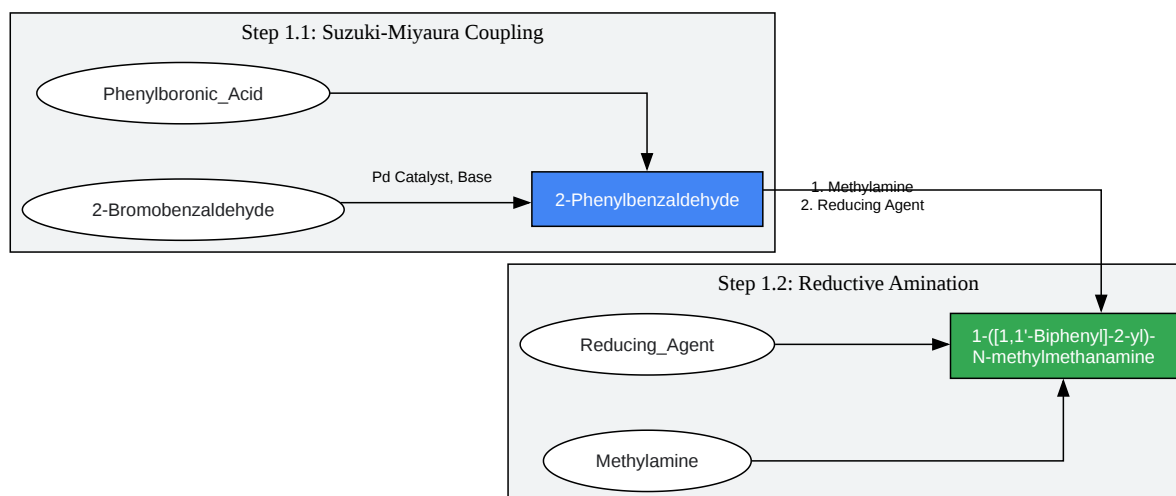 Step 1.1: Suzuki-Miyaura Coupling
Phenylboronic_Acid
Pd Catalyst, Base
2-Bromobenzaldehyde
2-Phenylbenzaldehyde
1. Methylamine
2. Reducing Agent
Step 1.2: Reductive Amination
Reducing_Agent
1-([1,1'-Biphenyl]-2-yl)-
N-methylmethanamine
Methylamine